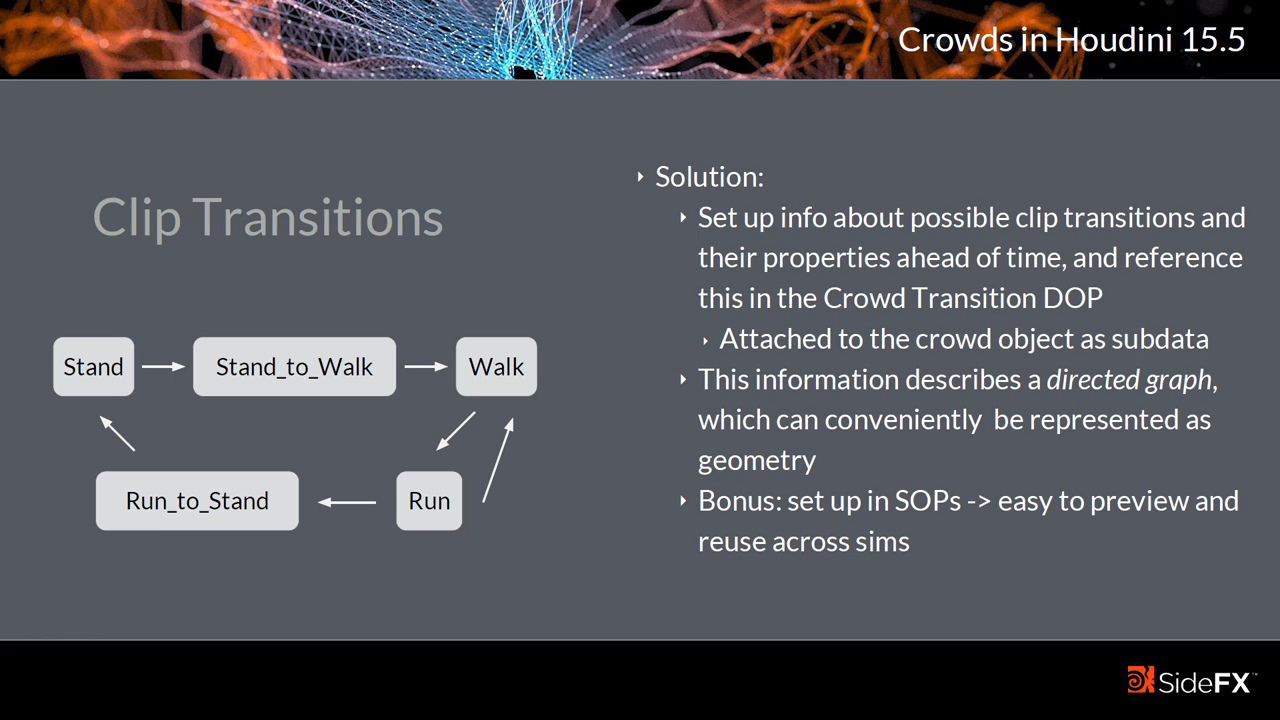 Crowds in Houdini 15.5
Clip Transitions
Stand
Stand_to_Walk
Walk
Run_to_Stand
Run
‣ Solution:
‣ Set up info about possible clip transitions and
their properties ahead of time, and reference
this in the Crowd Transition DOP
‣ Attached to the crowd object as subdata
‣ This information describes a directed graph,
which can conveniently  be represented as
geometry
‣ Bonus: set up in SOPs -> easy to preview and
reuse across sims
SideFX™